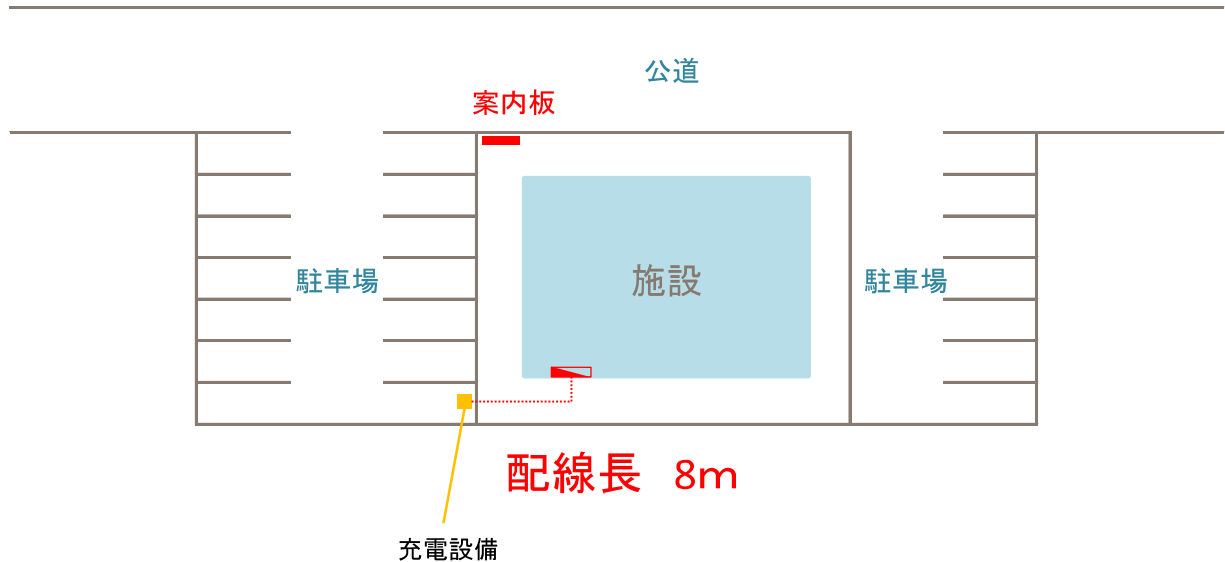 公道
案内板
駐車場
施設
駐車場
配線長 8m
充電設備